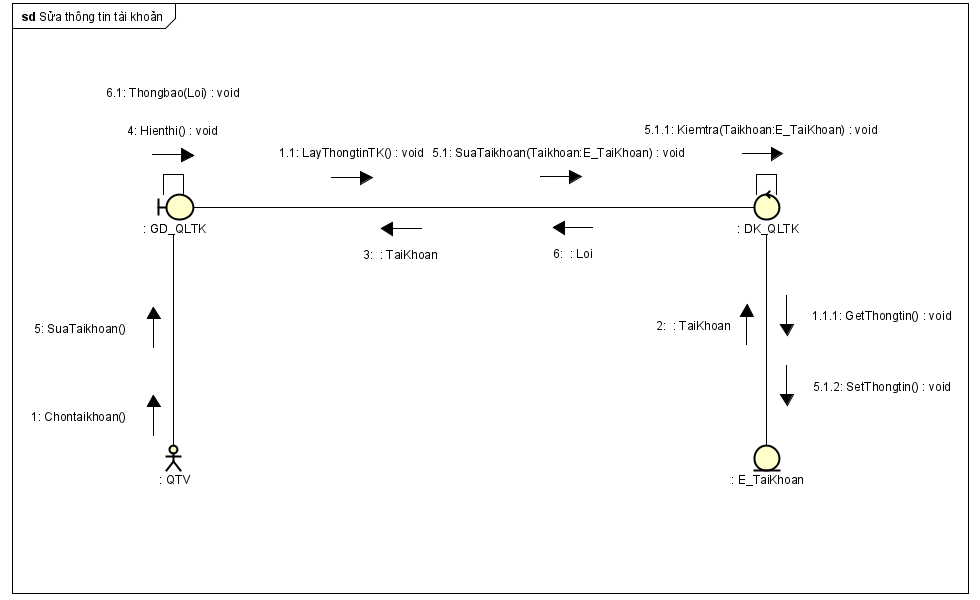 sd Sửa thông tin tài khoản
6.1: Thongbao(Loi) : void
4: Hienthi() : void
5.1.1: Kiemtra(Taikhoan:E_TaiKhoan) : void
1.1: LayThongtinTK() : void
5.1: SuaTaikhoan(Taikhoan:E_TaiKhoan) : void
: GD_QLTK
: DK_QLTK
3: : TaiKhoan
6: : Loi
5: SuaTaikhoan()
2: : TaiKhoan
1.1.1: GetThongtin() : void
5.1.2: SetThongtin() : void
1: Chontaikhoan()
: QTV
: E_TaiKhoan